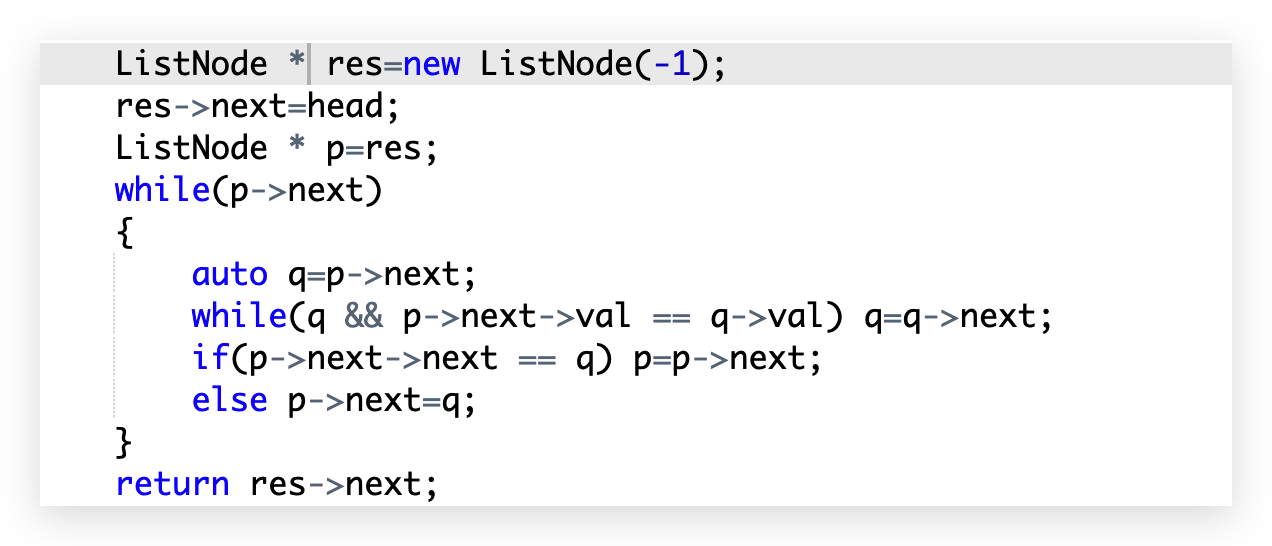 ListNode * res=new ListNode(-1);
res->next=head;
ListNode * p=res;
while(p->next)
{
    auto q=p->next;
    while(q && p->next->val == q->val) q=q->next;
    if(p->next->next == q) p=p->next;
    else p->next=q;
}
return res->next;